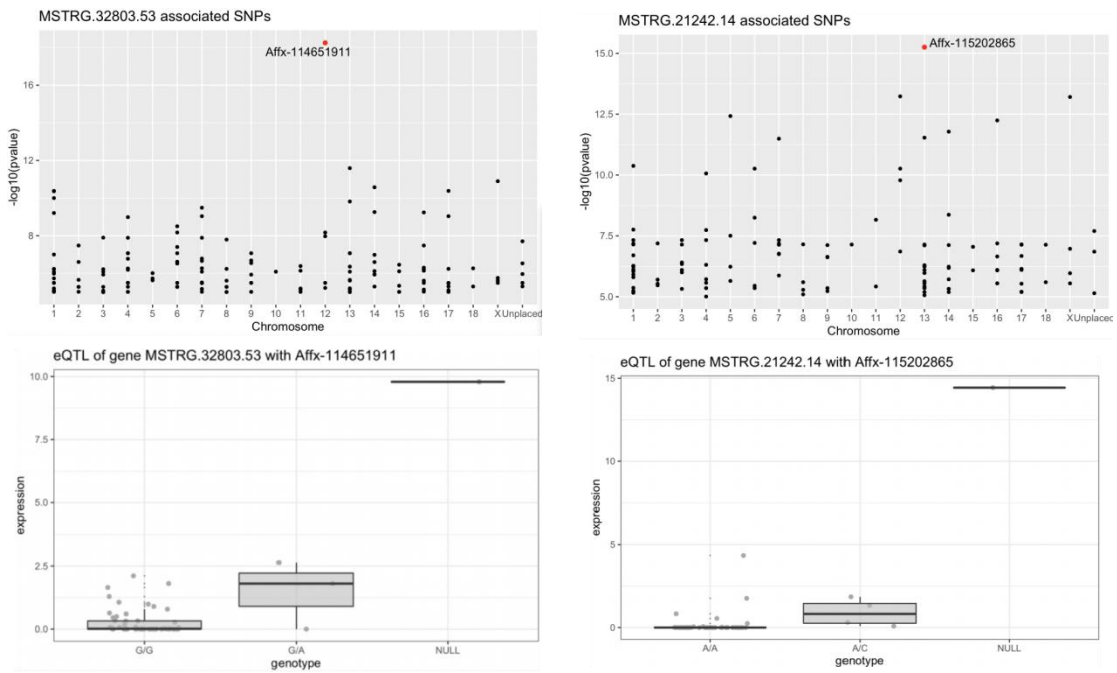 MSTRG.32803.53 associated SNPs
Affx-114651911
16
12
8
-log10(pvalue)
1 2 3 4 5 6 7 8 9 10 11 12 13 14 15 16 17 18 X Unplaced
Chromosome
MSTRG.21242.14 associated SNPs
Affx-115202865
15.0
12.5
10.0
7.5
5.0
-log10(pvalue)
1 2 3 4 5 6 7 8 9 10 11 12 13 14 15 16 17 18 X Unplaced
Chromosome
eQTL of gene MSTRG.32803.53 with Affx-114651911
10.0
7.5
5.0
2.5
0.0
expression
G/G G/A NULL
genotype
eQTL of gene MSTRG.21242.14 with Affx-115202865
15
10
5
0
expression
A/A A/C NULL
genotype